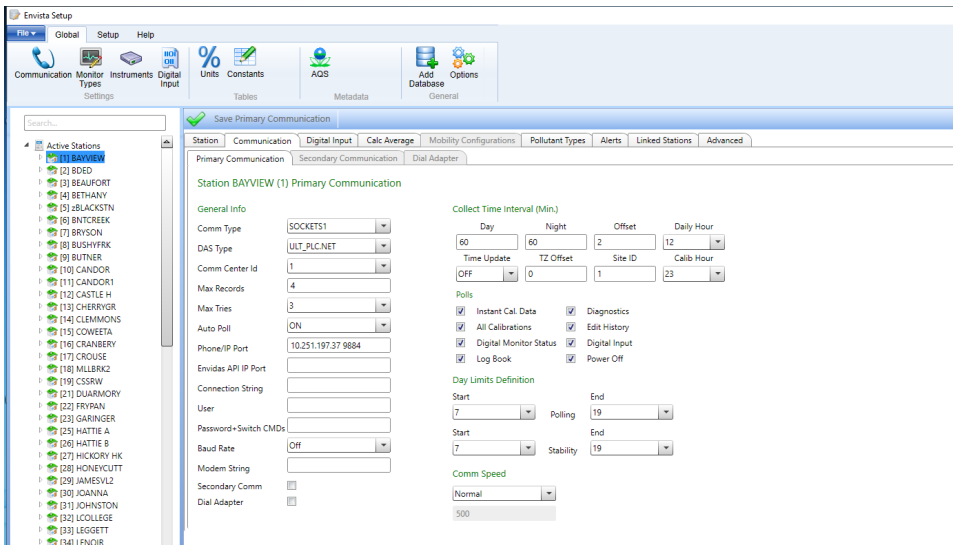 Envista Setup
File Global Setup Help
Communication Monitor Types Instruments Digital Input
Units Constants
AQS
Add Database Options
Settings Tables Metadata General
Search...
Save Primary Communication
Station Communication Digital Input Calc Average Mobility Configurations Pollutant Types Alerts Linked Stations Advanced
Primary Communication Secondary Communication Dial Adapter
Active Stations
[1] BAYVIEW
[2] BDED
[3] BEAUFORT
[4] BETHANY
[5] zBLACKSTN
[6] BNTCREEK
[7] BRYSON
[8] BUSHYFRK
[9] BUTNER
[10] CANDOR
[11] CANDOR1
[12] CASTLE H
[13] CHERRYGR
[14] CLEMMONS
[15] COWEETA
[16] CRANBERY
[17] CROUSE
[18] MLLBRK2
[19] CSSRW
[21] DUARMORY
[22] FRYPAN
[23] GARINGER
[25] HATTIE A
[26] HATTIE B
[27] HICKORY HK
[28] HONEYCUTT
[29] JAMESVL2
[30] JOANNA
[31] JOHNSTON
[32] LCOLLEGE
[33] LEGGETT
[34] LENOIR
Station BAYVIEW (1) Primary Communication
General Info
Comm Type SOCKETS1
DAS Type ULT_PLC.NET
Comm Center Id 1
Max Records 4
Max Tries 3
Auto Poll ON
Phone/IP Port 10.251.197.37 9884
Envidas API IP Port
Connection String
User
Password+Switch CMDs
Baud Rate Off
Modem String
Secondary Comm
Dial Adapter
Collect Time Interval (Min.)
Day Night Offset Daily Hour
60 60 2 12
Time Update TZ Offset Site ID Calib Hour
OFF 0 1 23
Polls
Instant Cal. Data Diagnostics
All Calibrations Edit History
Digital Monitor Status Digital Input
Log Book Power Off
Day Limits Definition
Start End
7 Polling 19
Start End
7 Stability 19
Comm Speed
Normal
500